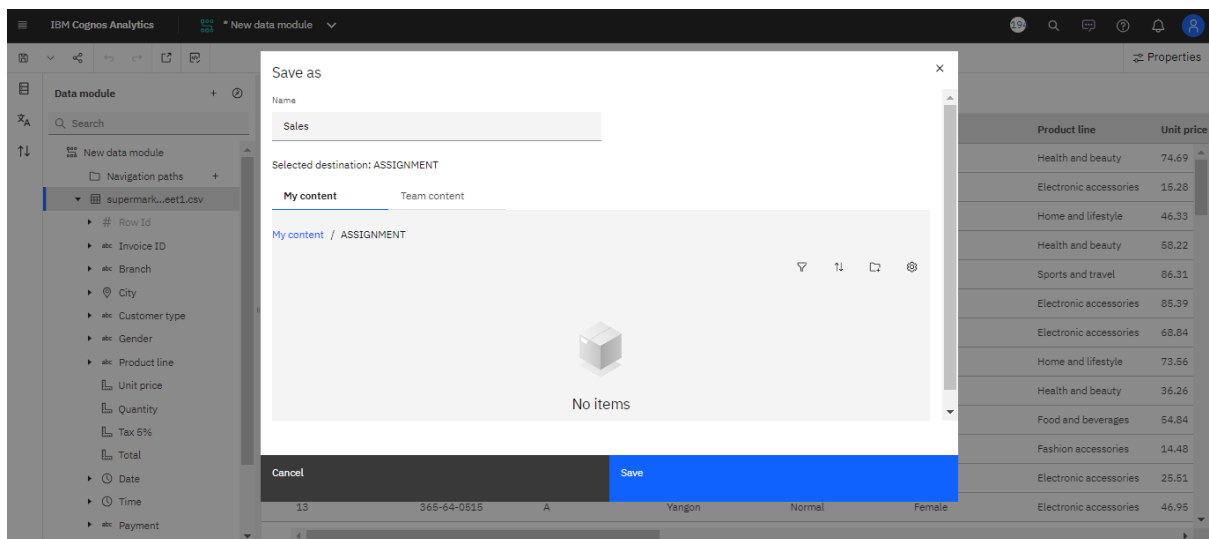 IBM Cognos Analytics
* New data module
Properties
Data module
Search
New data module
Navigation paths
supermark...eet1.csv
# Row Id
abc Invoice ID
abc Branch
City
abc Customer type
abc Gender
abc Product line
Unit price
Quantity
Tax 5%
Total
Date
Time
abc Payment
Save as
Name
Sales
Selected destination: ASSIGNMENT
My content Team content
My content / ASSIGNMENT
No items
Cancel Save
Product line Unit price
Health and beauty 74.69
Electronic accessories 15.28
Home and lifestyle 46.33
Health and beauty 58.22
Sports and travel 86.31
Electronic accessories 85.39
Electronic accessories 68.84
Home and lifestyle 73.56
Health and beauty 36.26
Food and beverages 54.84
Fashion accessories 14.48
Electronic accessories 25.51
13 365-64-0515 A Yangon Normal Female Electronic accessories 46.95